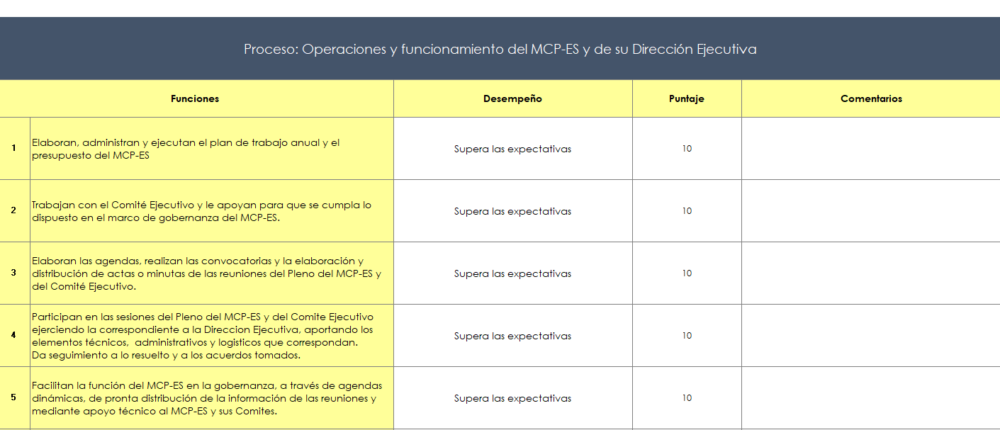 Proceso: Operaciones y funcionamiento del MCP-ES y de su Dirección Ejecutiva
Funciones Desempeño Puntaje Comentarios
1 Elaboran, administran y ejecutan el plan de trabajo anual y el
presupuesto del MCP-ES
Supera las expectativas 10
2 Trabajan con el Comité Ejecutivo y le apoyan para que se cumpla lo
dispuesto en el marco de gobernanza del MCP-ES.
Supera las expectativas 10
3 Elaboran las agendas, realizan las convocatorias y la elaboración y
distribución de actas o minutas de las reuniones del Pleno del MCP-ES y
del Comité Ejecutivo.
Supera las expectativas 10
4 Participan en las sesiones del Pleno del MCP-ES y del Comite Ejecutivo
ejerciendo la correspondiente a la Direccion Ejecutiva, aportando los
elementos técnicos,  administrativos y logisticos que correspondan.
Da seguimiento a lo resuelto y a los acuerdos tomados.
Supera las expectativas 10
5 Facilitan la función del MCP-ES en la gobernanza, a través de agendas
dinámicas, de pronta distribución de la información de las reuniones y
mediante apoyo técnico al MCP-ES y sus Comites.
Supera las expectativas 10